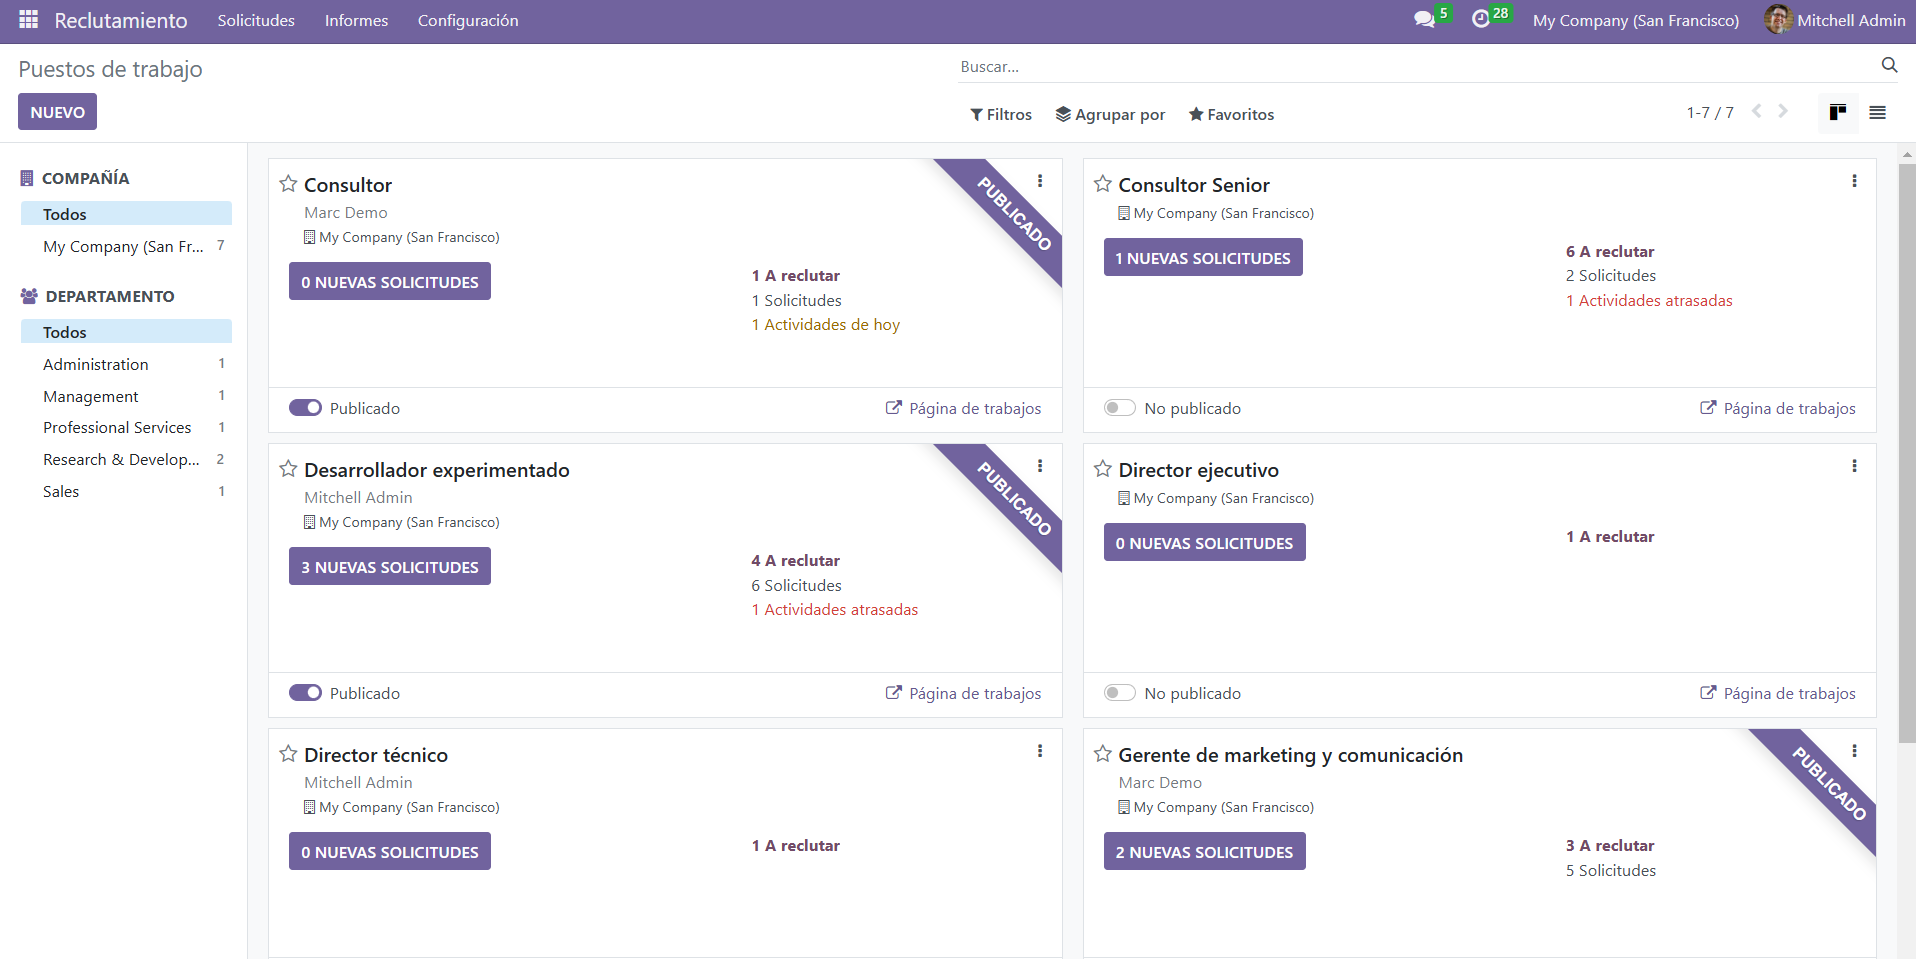 Reclutamiento Solicitudes Informes Configuración 5 28 My Company (San Francisco) Mitchell Admin
Puestos de trabajo
Buscar...
NUEVO
Filtros Agrupar por Favoritos
1-7 / 7
COMPAÑÍA
Todos
My Company (San Fr... 7
DEPARTAMENTO
Todos
Administration 1
Management 1
Professional Services 1
Research & Develop... 2
Sales 1
Consultor
Marc Demo
My Company (San Francisco)
PUBLICADO
0 NUEVAS SOLICITUDES
1 A reclutar
1 Solicitudes
1 Actividades de hoy
Publicado
Página de trabajos
Consultor Senior
My Company (San Francisco)
1 NUEVAS SOLICITUDES
6 A reclutar
2 Solicitudes
1 Actividades atrasadas
No publicado
Página de trabajos
Desarrollador experimentado
Mitchell Admin
My Company (San Francisco)
PUBLICADO
3 NUEVAS SOLICITUDES
4 A reclutar
6 Solicitudes
1 Actividades atrasadas
Publicado
Página de trabajos
Director ejecutivo
My Company (San Francisco)
0 NUEVAS SOLICITUDES
1 A reclutar
No publicado
Página de trabajos
Director técnico
Mitchell Admin
My Company (San Francisco)
0 NUEVAS SOLICITUDES
1 A reclutar
Gerente de marketing y comunicación
Marc Demo
My Company (San Francisco)
PUBLICADO
2 NUEVAS SOLICITUDES
3 A reclutar
5 Solicitudes